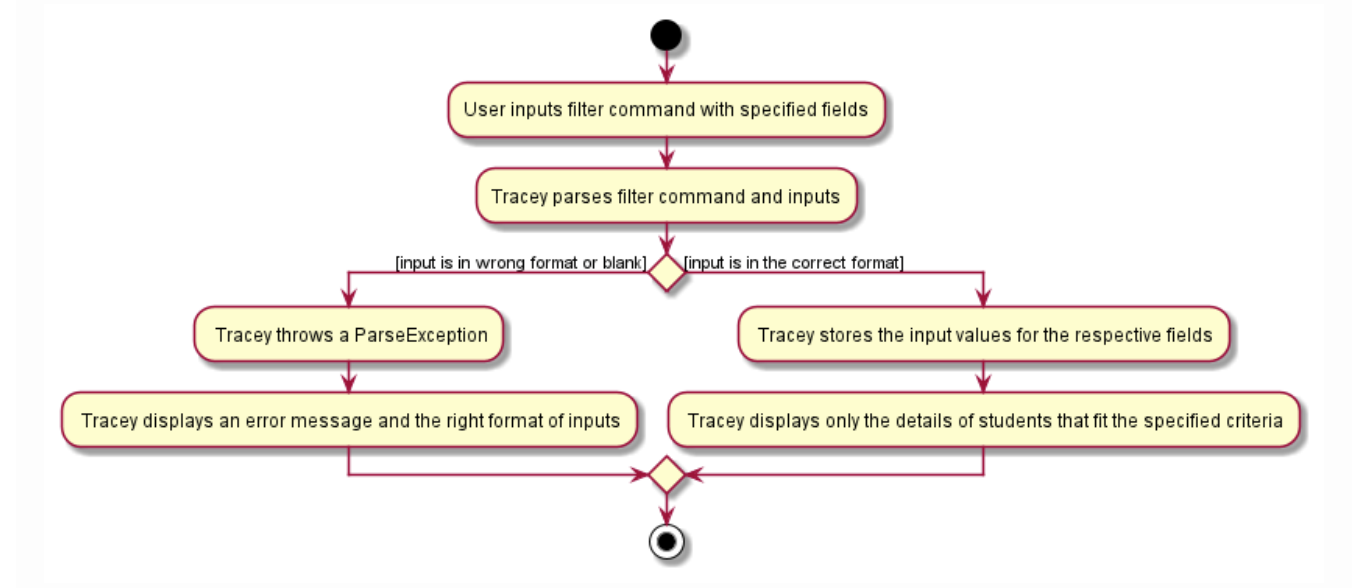 User inputs filter command with specified fields
Tracey parses filter command and inputs
[input is in wrong format or blank]
[input is in the correct format]
Tracey throws a ParseException
Tracey stores the input values for the respective fields
Tracey displays an error message and the right format of inputs
Tracey displays only the details of students that fit the specified criteria